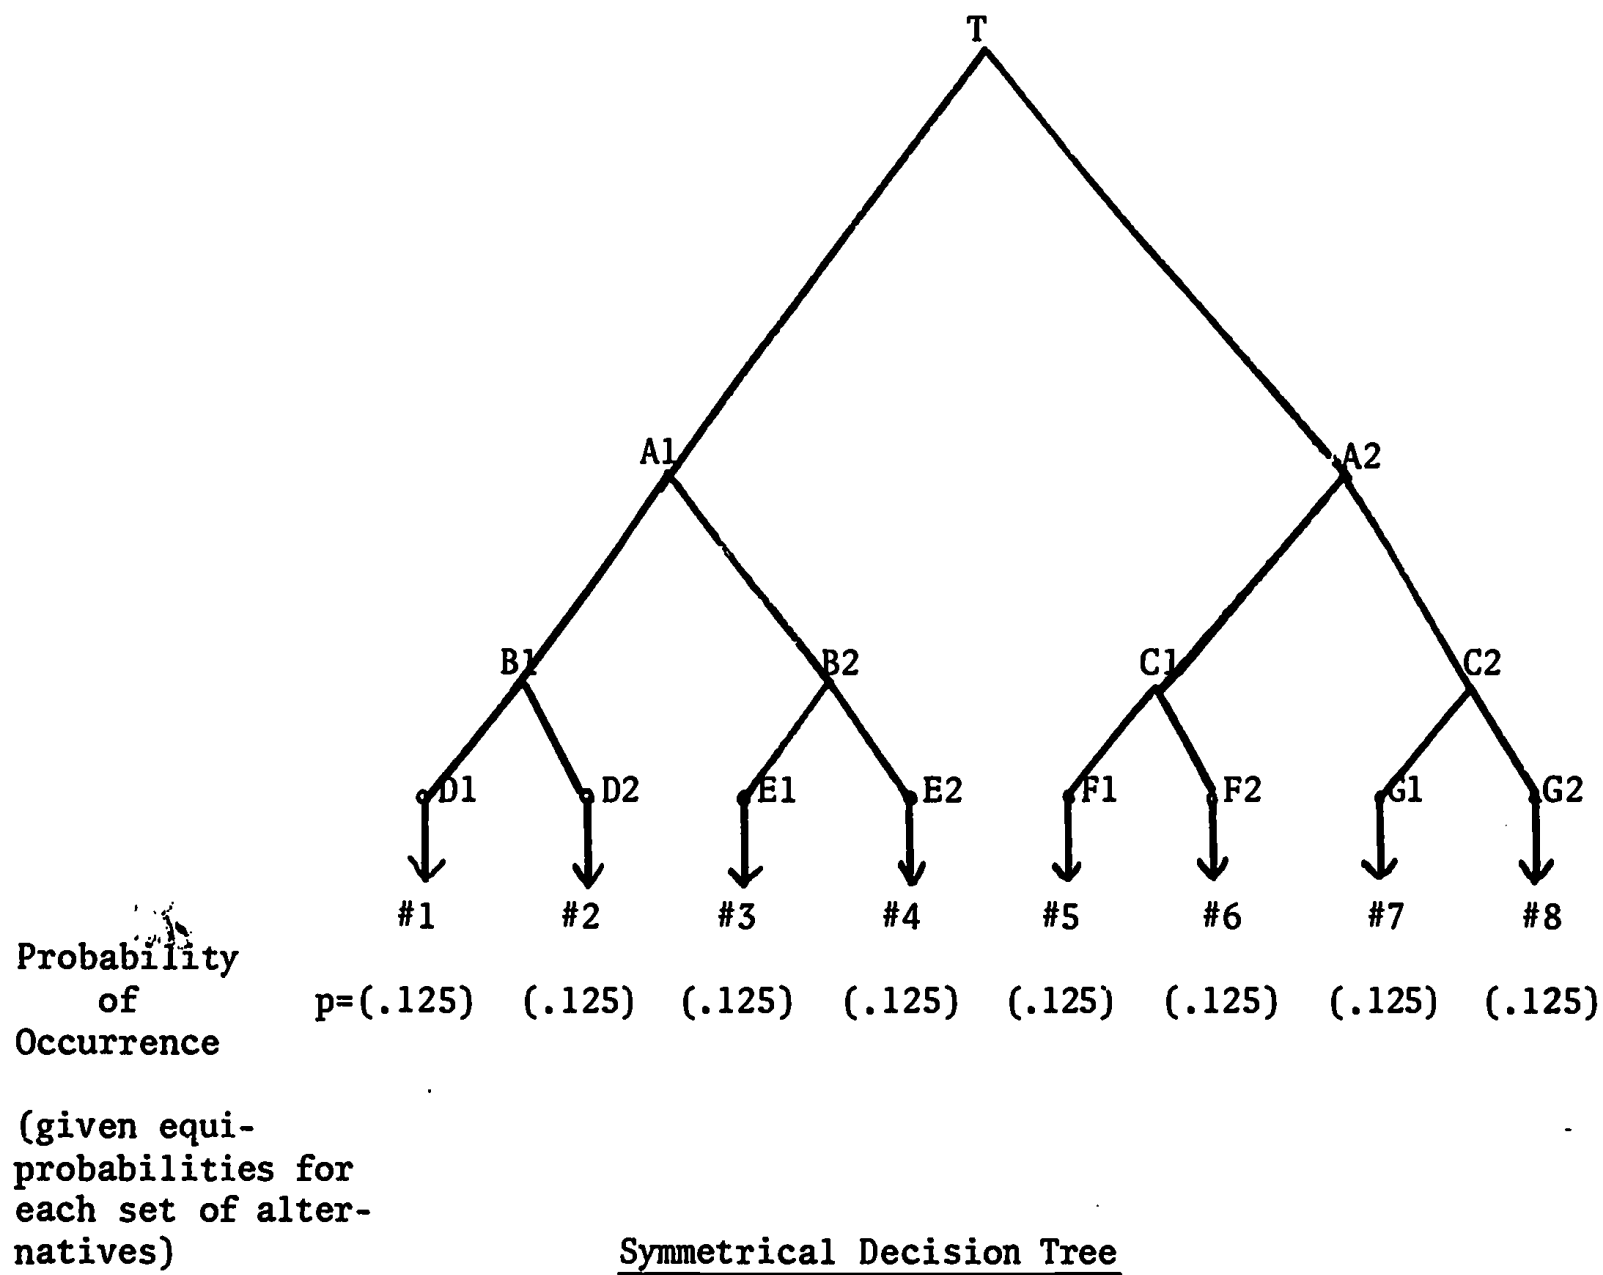 T
A1 A2
B1 B2 C1 C2
D1 D2 E1 E2 F1 F2 G1 G2
#1 #2 #3 #4 #5 #6 #7 #8
Probability
of p=(.125) (.125) (.125) (.125) (.125) (.125) (.125) (.125)
Occurrence
(given equi-
probabilities for
each set of alter-
natives)
Symmetrical Decision Tree